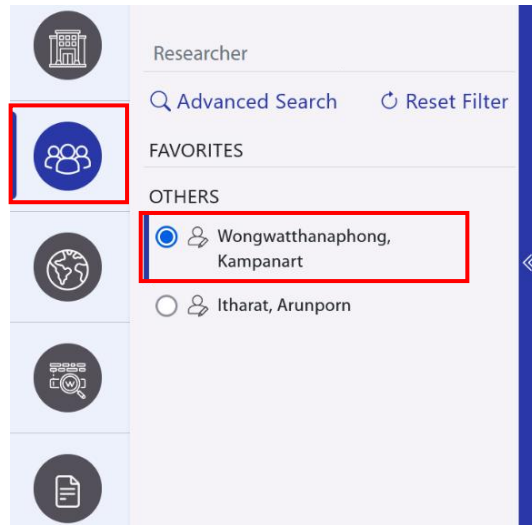 Researcher
Advanced Search
Reset Filter
FAVORITES
OTHERS
Wongwatthanaphong,
Kampanart
Itharat, Arunporn
W